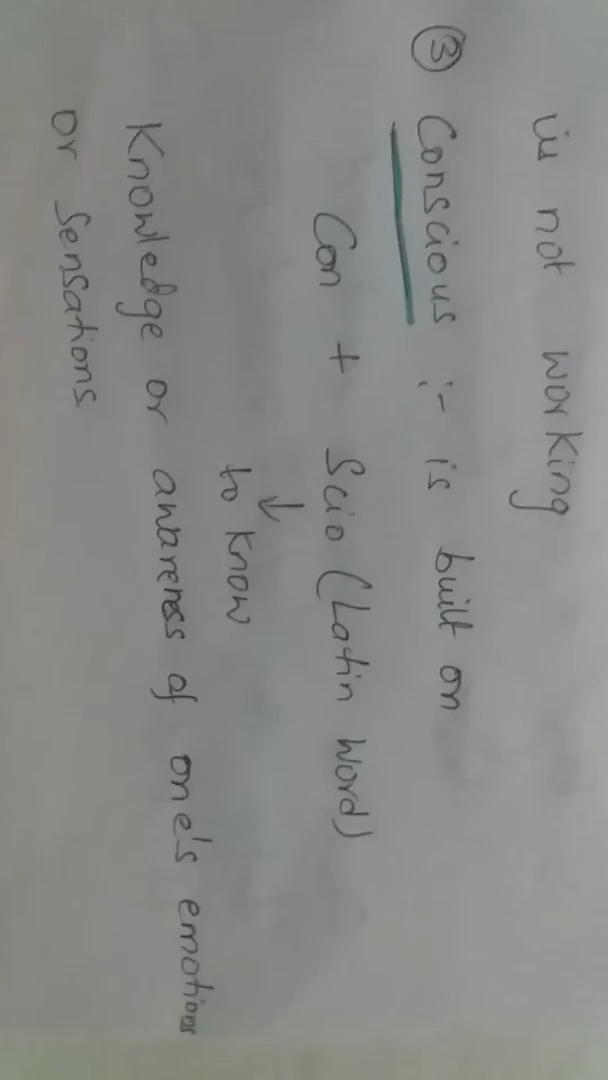 is not working
③ Conscious :- is built on
Con + Scio (Latin word)
↓
to know
Knowledge or awareness of one's emotions
or Sensations.